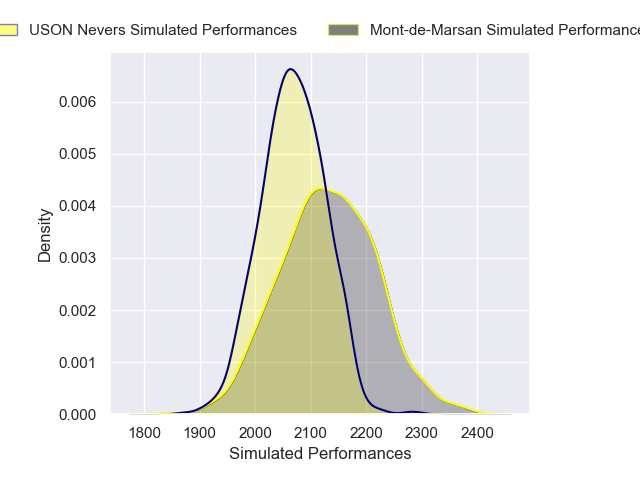 USON Nevers Simulated Performances
Mont-de-Marsan Simulated Performance
0.006
0.005
0.004
0.003
0.002
0.001
0.000
Density
1800 1900 2000 2100 2200 2300 2400
Simulated Performances